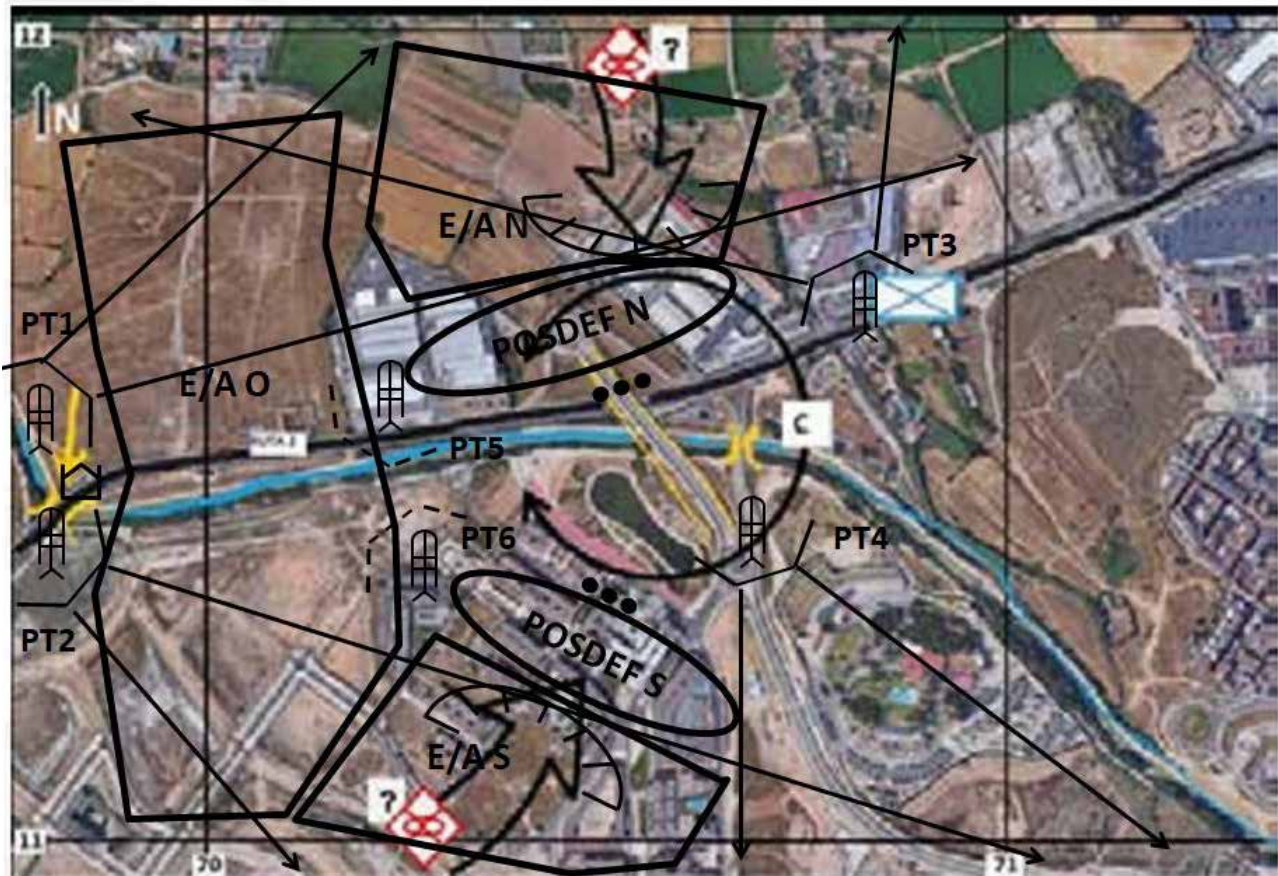 12
?
N
E/A N
PT3
PT1
POSDEF N
E/A O
C
PT5
PT6
PT4
PT2
POSDEF S
E/A S
?
11
70
71